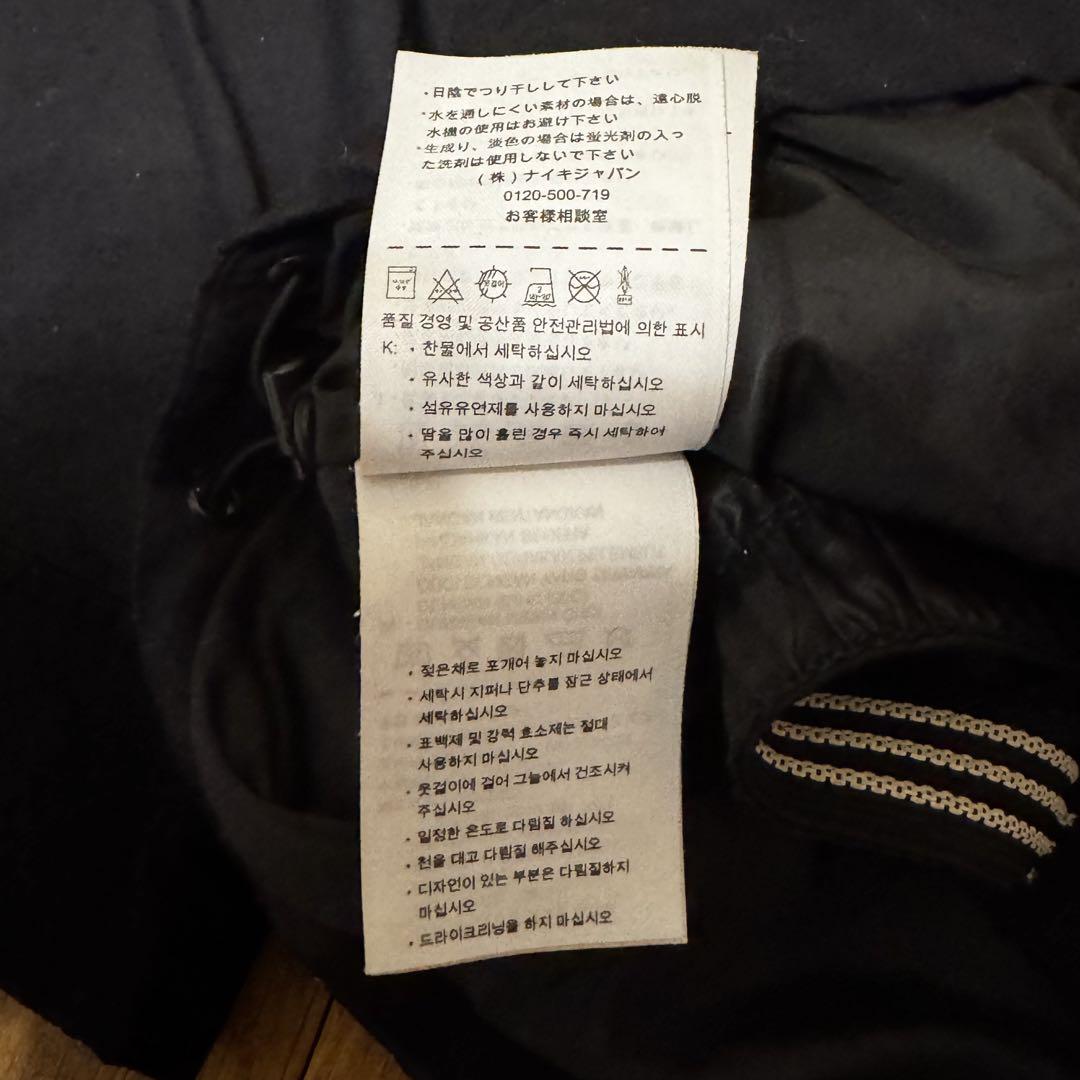 ・日陰でつり干しして下さい
・水を通しにくい素材の場合は、遠心脱
水機の使用はお避け下さい
・生成り、淡色の場合は蛍光剤の入っ
た洗剤は使用しないで下さい
(株)ナイキジャパン
0120-500-719
お客様相談室
품질 경영 및 공산품 안전관리법에 의한 표시
K: · 찬물에서 세탁하십시오
· 유사한 색상과 같이 세탁하십시오
· 섬유유연제를 사용하지 마십시오
· 땀을 많이 흘린 경우 즉시 세탁하여
주십시오
· 젖은채로 포개어 놓지 마십시오
· 세탁시 지퍼나 단추를 잠근 상태에서
세탁하십시오
· 표백제 및 강력 효소제는 절대
사용하지 마십시오
· 옷걸이에 걸어 그늘에서 건조시켜
주십시오
· 일정한 온도로 다림질 하십시오
· 천을 대고 다림질 해주십시오
· 디자인이 있는 부분은 다림질하지
마십시오
· 드라이크리닝을 하지 마십시오